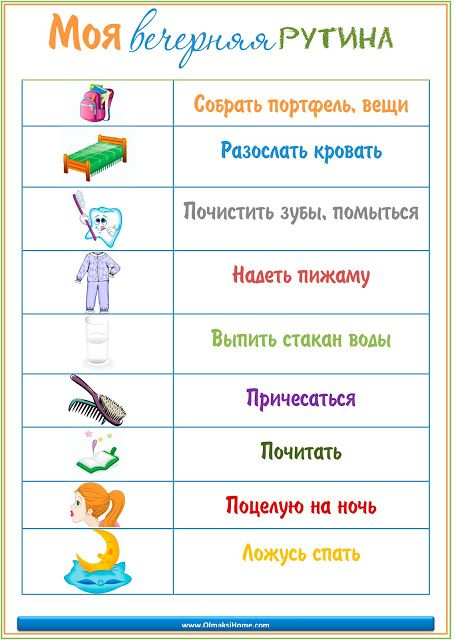 Моя вечерняя РУТИНА
Собрать портфель, вещи
Разослать кровать
Почистить зубы, помыться
Надеть пижаму
Выпить стакан воды
Причесаться
Почитать
Поцелую на ночь
Ложусь спать
www.OlmaksiHome.com